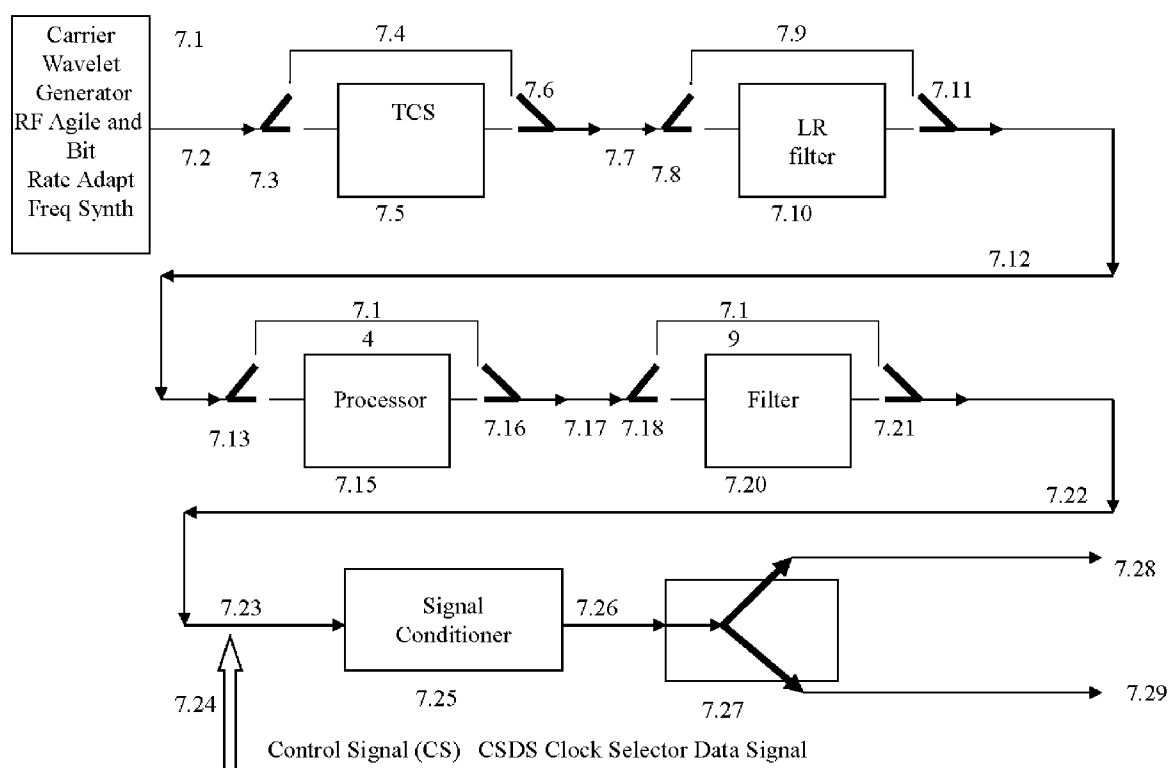 Carrier
Wavelet
Generator
RF Agile and
Bit
Rate Adapt
Freq Synth
7.1
7.2
7.3
7.4
TCS
7.5
7.6
7.7
7.8
7.9
LR
filter
7.10
7.11
7.12
7.13
7.1
4
Processor
7.15
7.16
7.17
7.18
7.1
9
Filter
7.20
7.21
7.22
7.23
7.24
Signal
Conditioner
7.25
7.26
7.27
7.28
7.29
Control Signal (CS) CSDS Clock Selector Data Signal